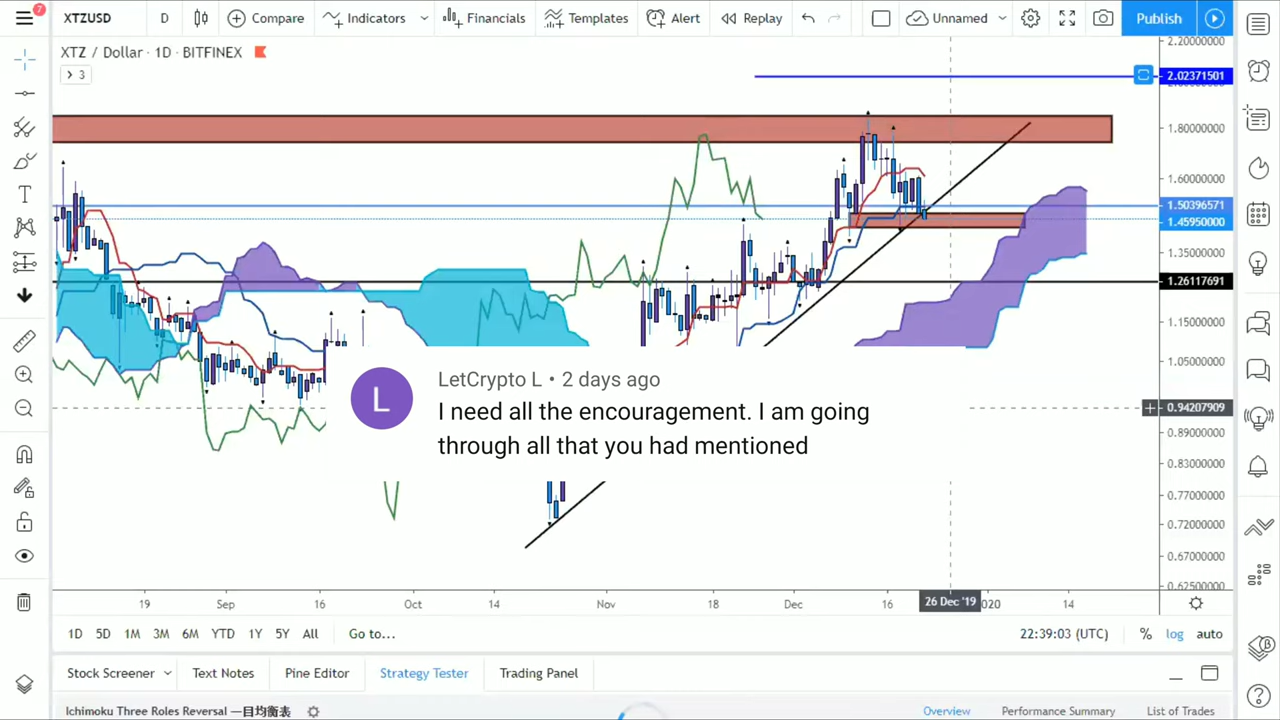 7
XTZUSD
D
Compare
Indicators
Financials
Templates
Alert
Replay
Unnamed
Publish
XTZ / Dollar · 1D · BITFINEX
3
2.20000000
2.02371501
1.80000000
1.60000000
1.50396571
1.45950000
1.35000000
1.26117691
1.15000000
1.05000000
0.94207909
0.89000000
0.83000000
0.77000000
0.72000000
0.67000000
0.62500000
L
LetCrypto L • 2 days ago
I need all the encouragement. I am going
through all that you had mentioned
19 Sep 16 Oct 14 Nov 18 Dec 16 26 Dec '19 020 14
1D 5D 1M 3M 6M YTD 1Y 5Y All Go to... 22:39:03 (UTC) % log auto
Stock Screener Text Notes Pine Editor Strategy Tester Trading Panel
Ichimoku Three Roles Reversal 一目均衡表 Overview Performance Summary List of Trades